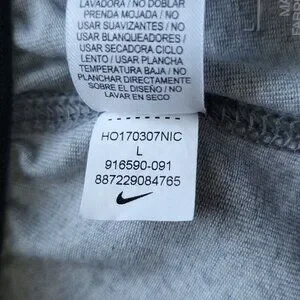 LAVADORA / NO DOBLAR
PRENDA MOJADA / NO
USAR SUAVIZANTES / NO
USAR BLANQUEADORES /
USAR SECADORA CICLO
LENTO / USAR PLANCHA
TEMPERATURA BAJA / NO
PLANCHAR DIRECTAMENTE
SOBRE EL DISEÑO / NO
LAVAR EN SECO
HO170307NIC
L
916590-091
887229084765